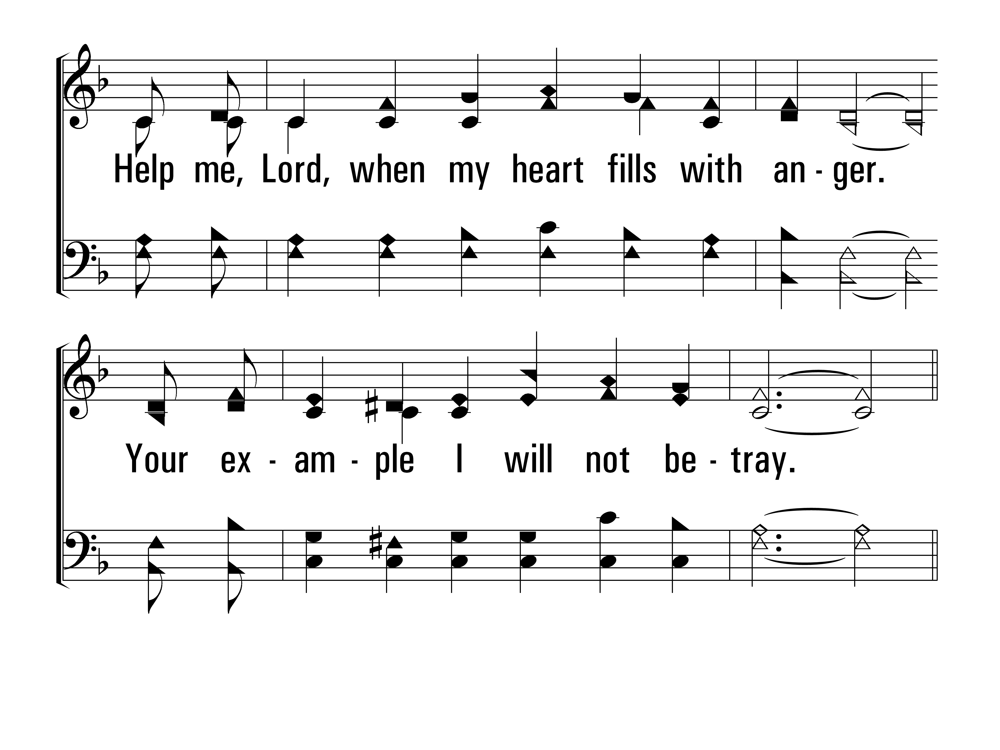 Help me, Lord, when my heart fills with an - ger.
Your ex - am - ple I will not be - tray.